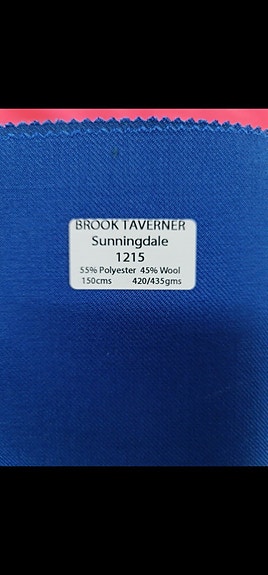 BROOK TAVERNER
Sunningdale
1215
55% Polyester 45% Wool
150cms 420/435gms